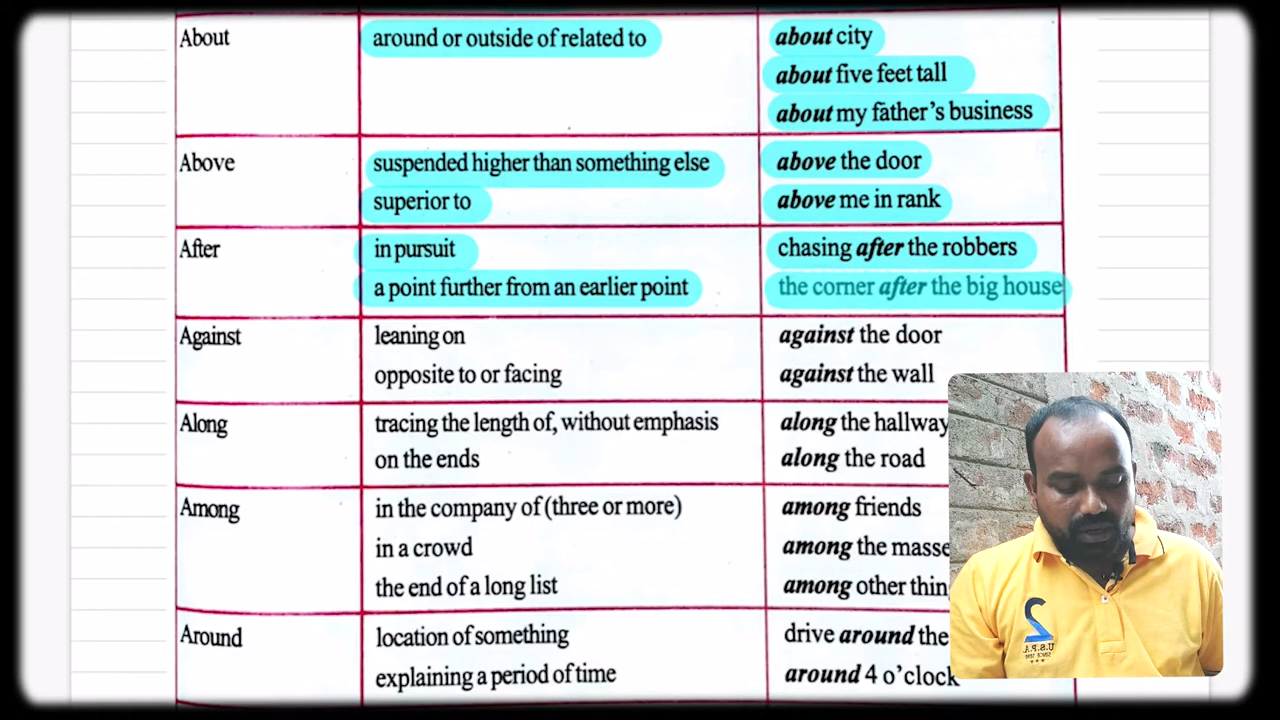 About around or outside of related to about city
about five feet tall
about my father's business
Above suspended higher than something else above the door
superior to above me in rank
After in pursuit chasing after the robbers
a point further from an earlier point the corner after the big house
Against leaning on against the door
opposite to or facing against the wall
Along tracing the length of, without emphasis along the hallway
on the ends along the road
Among in the company of (three or more) among friends
in a crowd among the masse
the end of a long list among other thin
Around location of something drive around the
explaining a period of time around 4 o'clock
U.S.P.A.
SINCE 1890